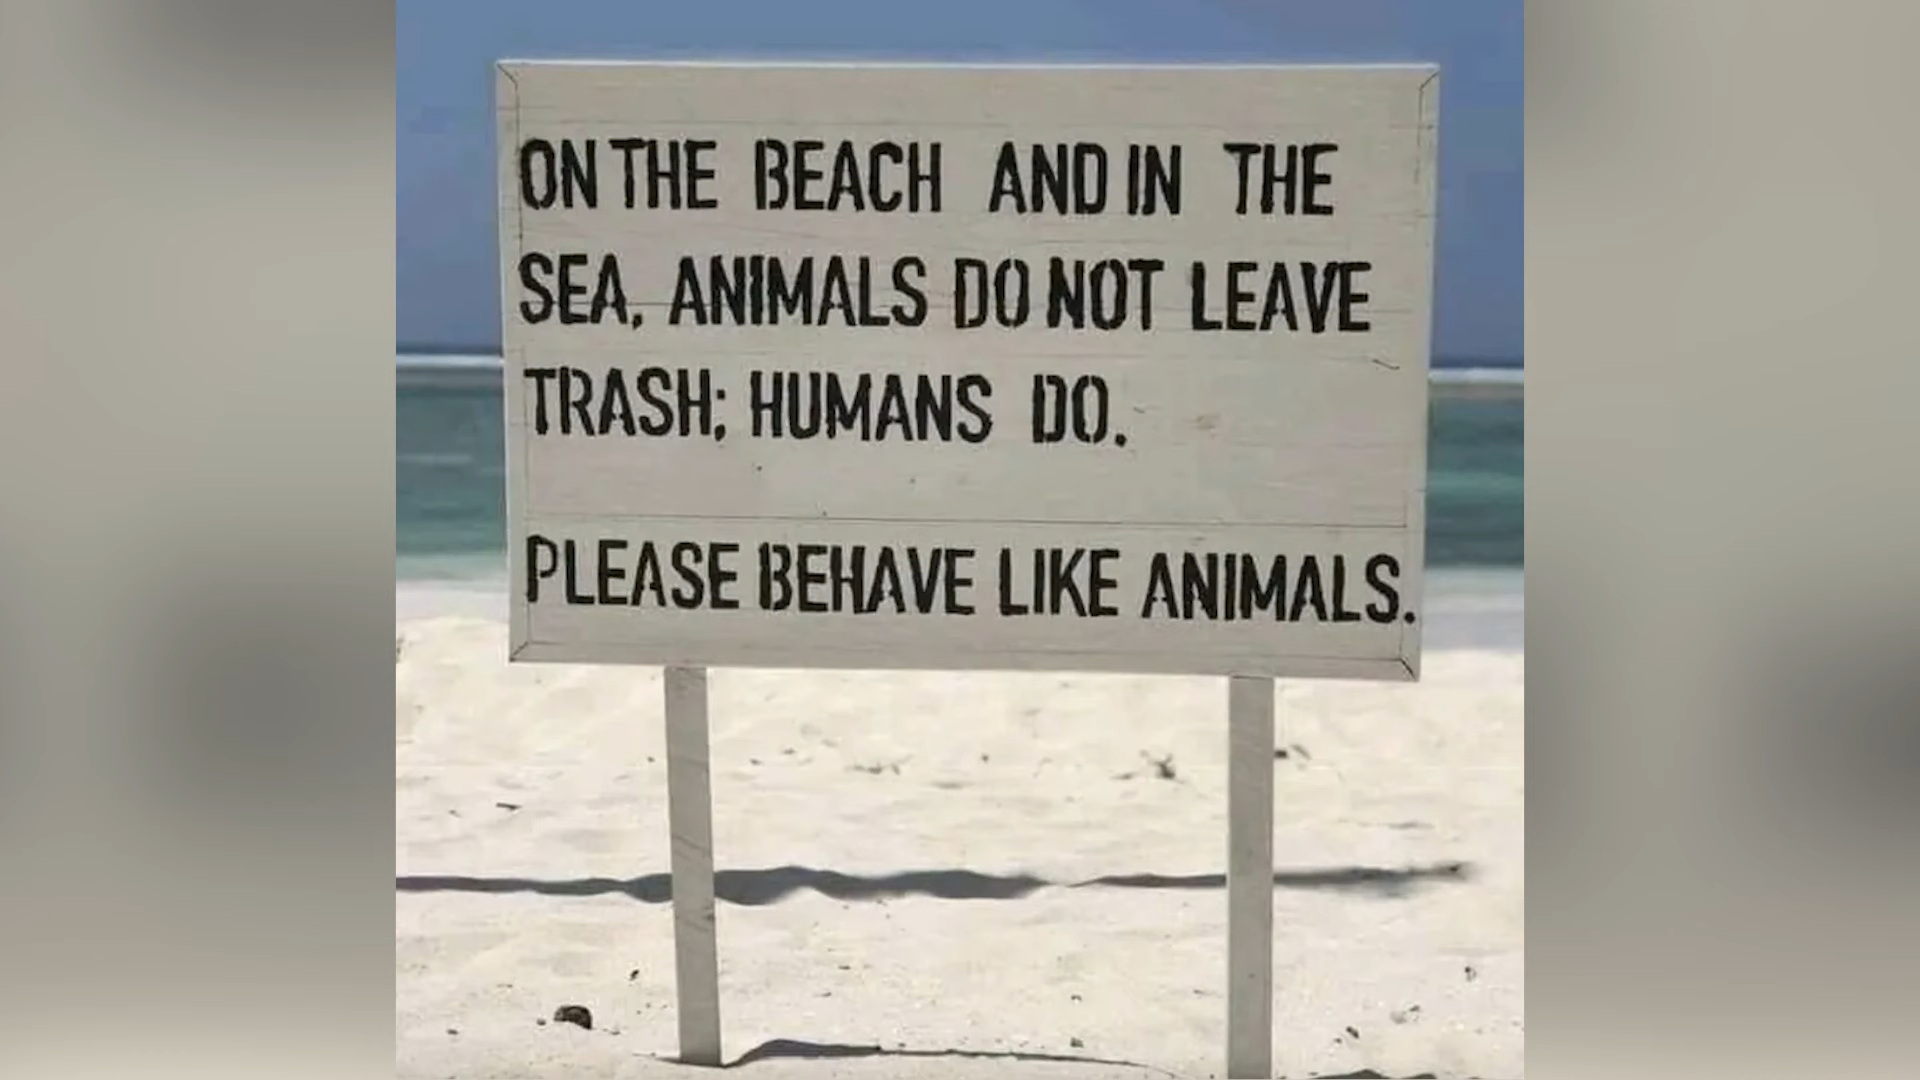 ON THE BEACH AND IN THE
SEA, ANIMALS DO NOT LEAVE
TRASH; HUMANS DO.
PLEASE BEHAVE LIKE ANIMALS.